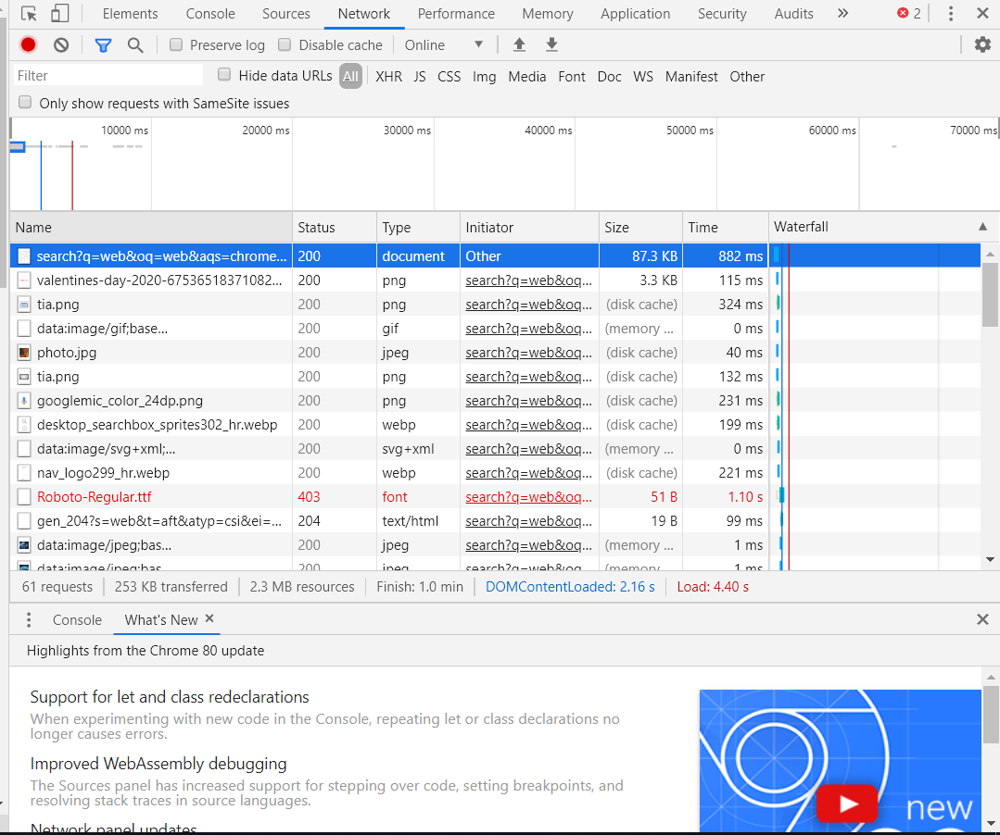 Elements Console Sources Network Performance Memory Application Security Audits » 2
Preserve log Disable cache Online
Filter Hide data URLs All XHR JS CSS Img Media Font Doc WS Manifest Other
Only show requests with SameSite issues
10000 ms 20000 ms 30000 ms 40000 ms 50000 ms 60000 ms 70000 ms
Name Status Type Initiator Size Time Waterfall
search?q=web&oq=web&aqs=chrome... 200 document Other 87.3 KB 882 ms
valentines-day-2020-67536518371082... 200 png search?q=web&oq... 3.3 KB 115 ms
tia.png 200 png search?q=web&oq... (disk cache) 324 ms
data:image/gif;base... 200 gif search?q=web&oq... (memory ... 0 ms
photo.jpg 200 jpeg search?q=web&oq... (disk cache) 40 ms
tia.png 200 png search?q=web&oq... (disk cache) 132 ms
googlemic_color_24dp.png 200 png search?q=web&oq... (disk cache) 231 ms
desktop_searchbox_sprites302_hr.webp 200 webp search?q=web&oq... (disk cache) 199 ms
data:image/svg+xml;... 200 svg+xml search?q=web&oq... (memory ... 0 ms
nav_logo299_hr.webp 200 webp search?q=web&oq... (disk cache) 221 ms
Roboto-Regular.ttf 403 font search?q=web&oq... 51 B 1.10 s
gen_204?s=web&t=aft&atyp=csi&ei=... 204 text/html search?q=web&oq... 19 B 99 ms
data:image/jpeg;bas... 200 jpeg search?q=web&oq... (memory ... 1 ms
data:image/jpeg;bas... 200 jpeg search?q=web&oq... (memory ... 1 ms
61 requests 253 KB transferred 2.3 MB resources Finish: 1.0 min DOMContentLoaded: 2.16 s Load: 4.40 s
Console What's New
Highlights from the Chrome 80 update
Support for let and class redeclarations
When experimenting with new code in the Console, repeating let or class declarations no
longer causes errors.
Improved WebAssembly debugging
The Sources panel has increased support for stepping over code, setting breakpoints, and
resolving stack traces in source languages.
new
Network panel updates